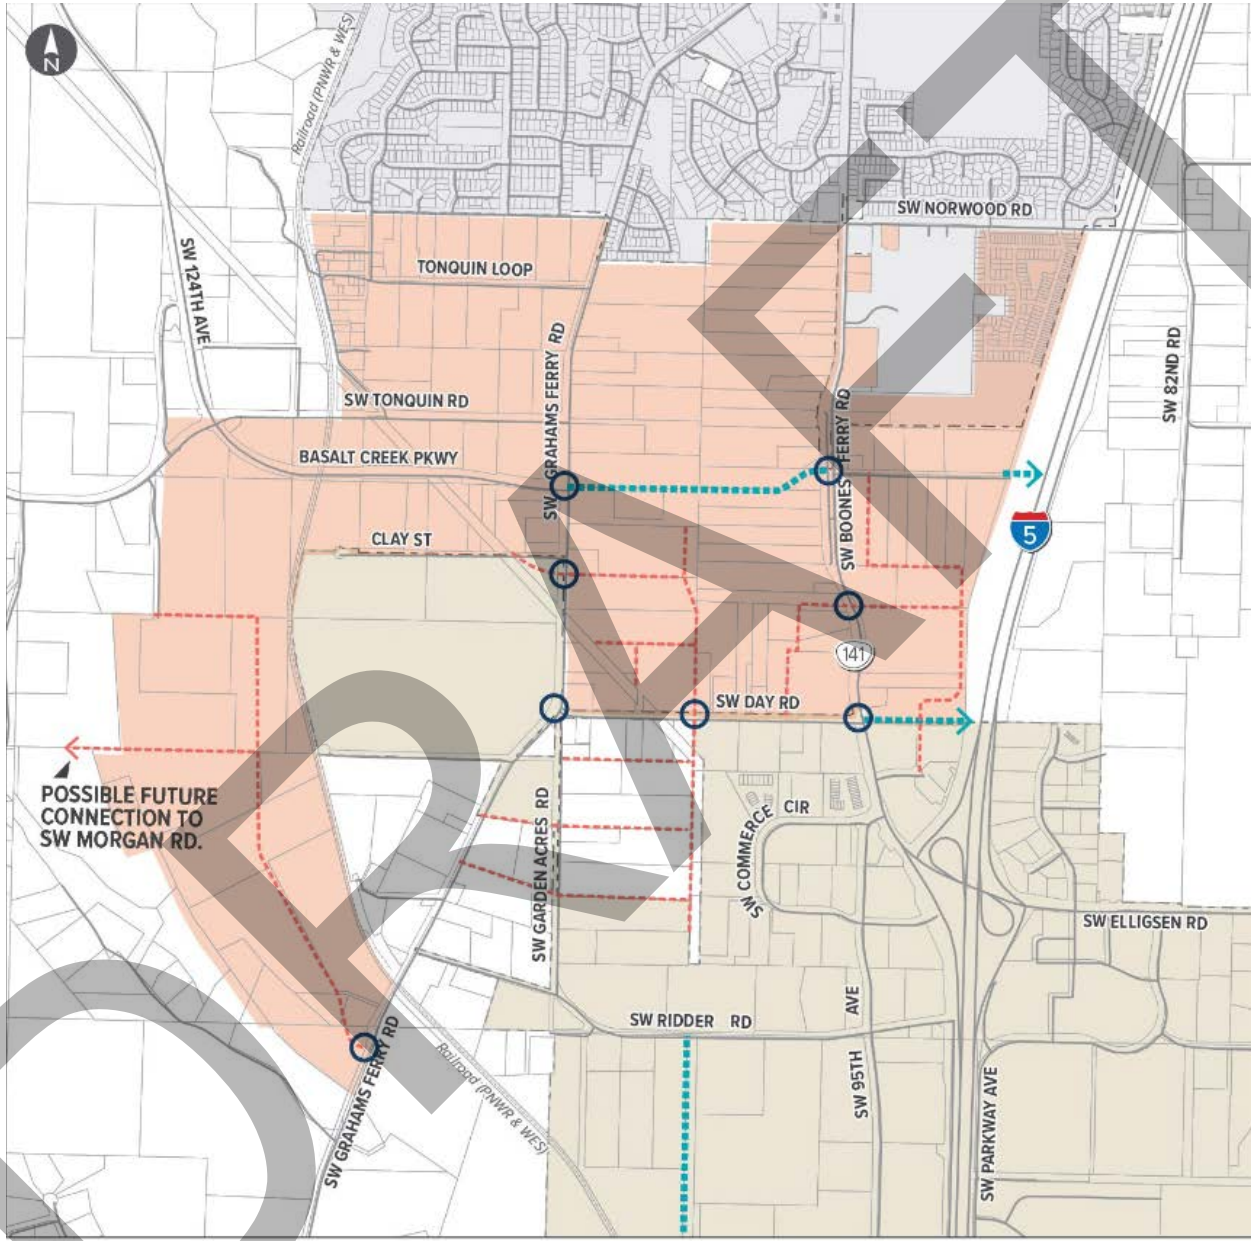 N
Railroad (PNWR & WES)
SW NORWOOD RD
TONQUIN LOOP
SW 124TH AVE
SW GRAHAMS FERRY RD
SW 82ND RD
SW TONQUIN RD
SW BOONES FERRY RD
BASALT CREEK PKWY
5
CLAY ST
141
SW DAY RD
POSSIBLE FUTURE
CONNECTION TO
SW MORGAN RD.
SW GARDEN ACRES RD
SW COMMERCE CIR
SW ELLIGSEN RD
SW RIDDER RD
SW 95TH AVE
SW GRAHAMS FERRY RD
Railroad (PNWR & WES)
SW PARKWAY AVE
DRAFT